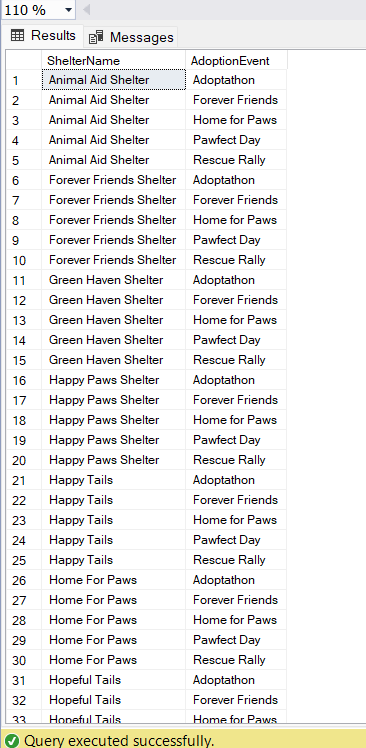 110 %
Results Messages
ShelterName AdoptionEvent
1 Animal Aid Shelter Adoptathon
2 Animal Aid Shelter Forever Friends
3 Animal Aid Shelter Home for Paws
4 Animal Aid Shelter Pawfect Day
5 Animal Aid Shelter Rescue Rally
6 Forever Friends Shelter Adoptathon
7 Forever Friends Shelter Forever Friends
8 Forever Friends Shelter Home for Paws
9 Forever Friends Shelter Pawfect Day
10 Forever Friends Shelter Rescue Rally
11 Green Haven Shelter Adoptathon
12 Green Haven Shelter Forever Friends
13 Green Haven Shelter Home for Paws
14 Green Haven Shelter Pawfect Day
15 Green Haven Shelter Rescue Rally
16 Happy Paws Shelter Adoptathon
17 Happy Paws Shelter Forever Friends
18 Happy Paws Shelter Home for Paws
19 Happy Paws Shelter Pawfect Day
20 Happy Paws Shelter Rescue Rally
21 Happy Tails Adoptathon
22 Happy Tails Forever Friends
23 Happy Tails Home for Paws
24 Happy Tails Pawfect Day
25 Happy Tails Rescue Rally
26 Home For Paws Adoptathon
27 Home For Paws Forever Friends
28 Home For Paws Home for Paws
29 Home For Paws Pawfect Day
30 Home For Paws Rescue Rally
31 Hopeful Tails Adoptathon
32 Hopeful Tails Forever Friends
33 Hopeful Tails Home for Paws
Query executed successfully.